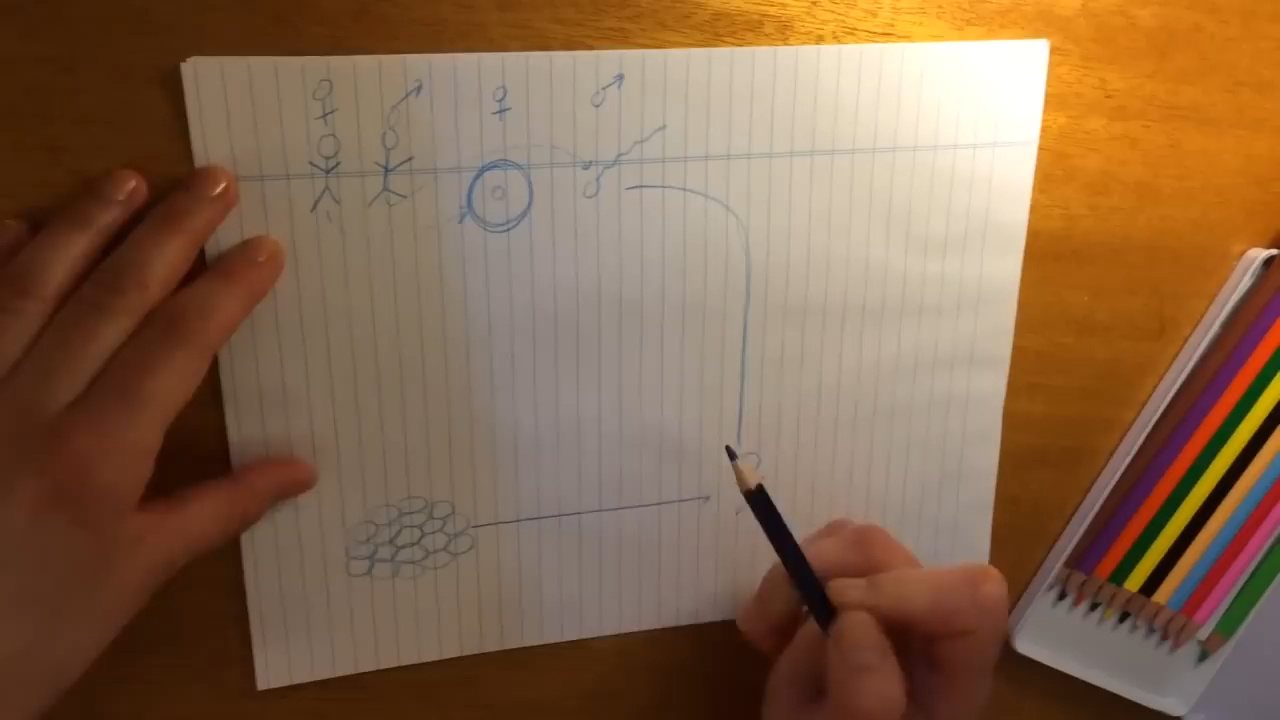 ♀ ♂ ♀ ♂